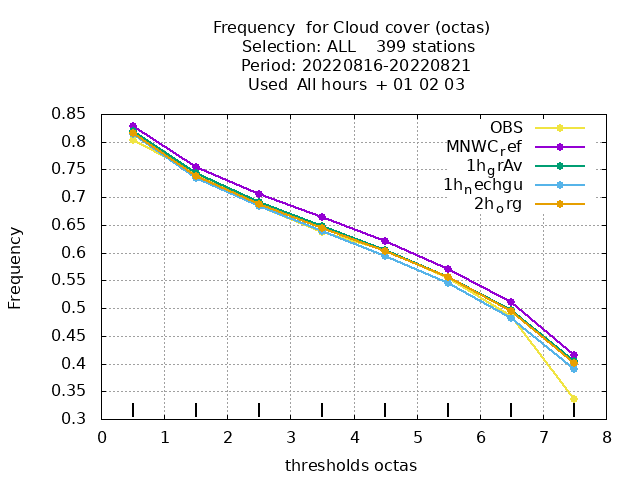 Frequency for Cloud cover (octas)
Selection: ALL 399 stations
Period: 20220816-20220821
Used All hours + 01 02 03
0.85
0.8
0.75
0.7
0.65
0.6
0.55
0.5
0.45
0.4
0.35
0.3
Frequency
OBS
MNWCref
1hgrAv
1hnechgu
2horg
0 1 2 3 4 5 6 7 8
thresholds octas